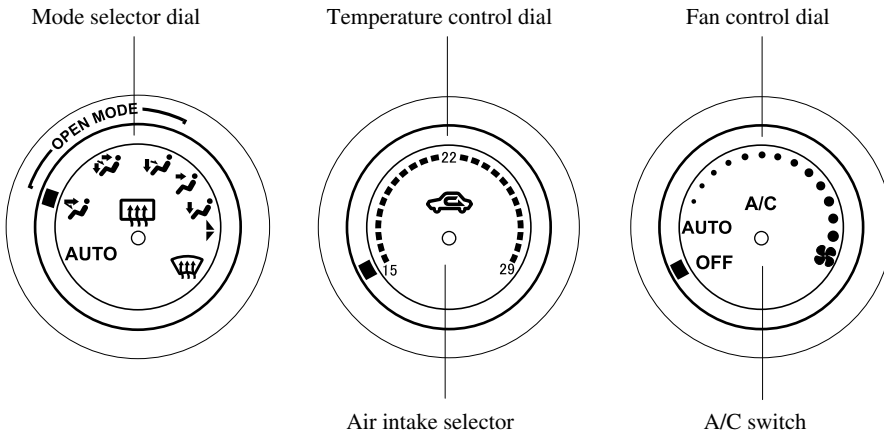 Mode selector dial
Temperature control dial
Fan control dial
OPEN MODE
AUTO
22
15
29
A/C
AUTO
OFF
Air intake selector
A/C switch